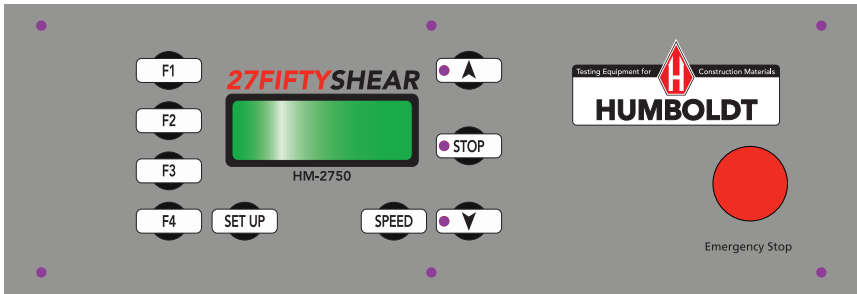 F1
F2
F3
F4
SET UP
27FIFTYSHEAR
HM-2750
SPEED
STOP
Testing Equipment for
H
Construction Materials
HUMBOLDT
Emergency Stop